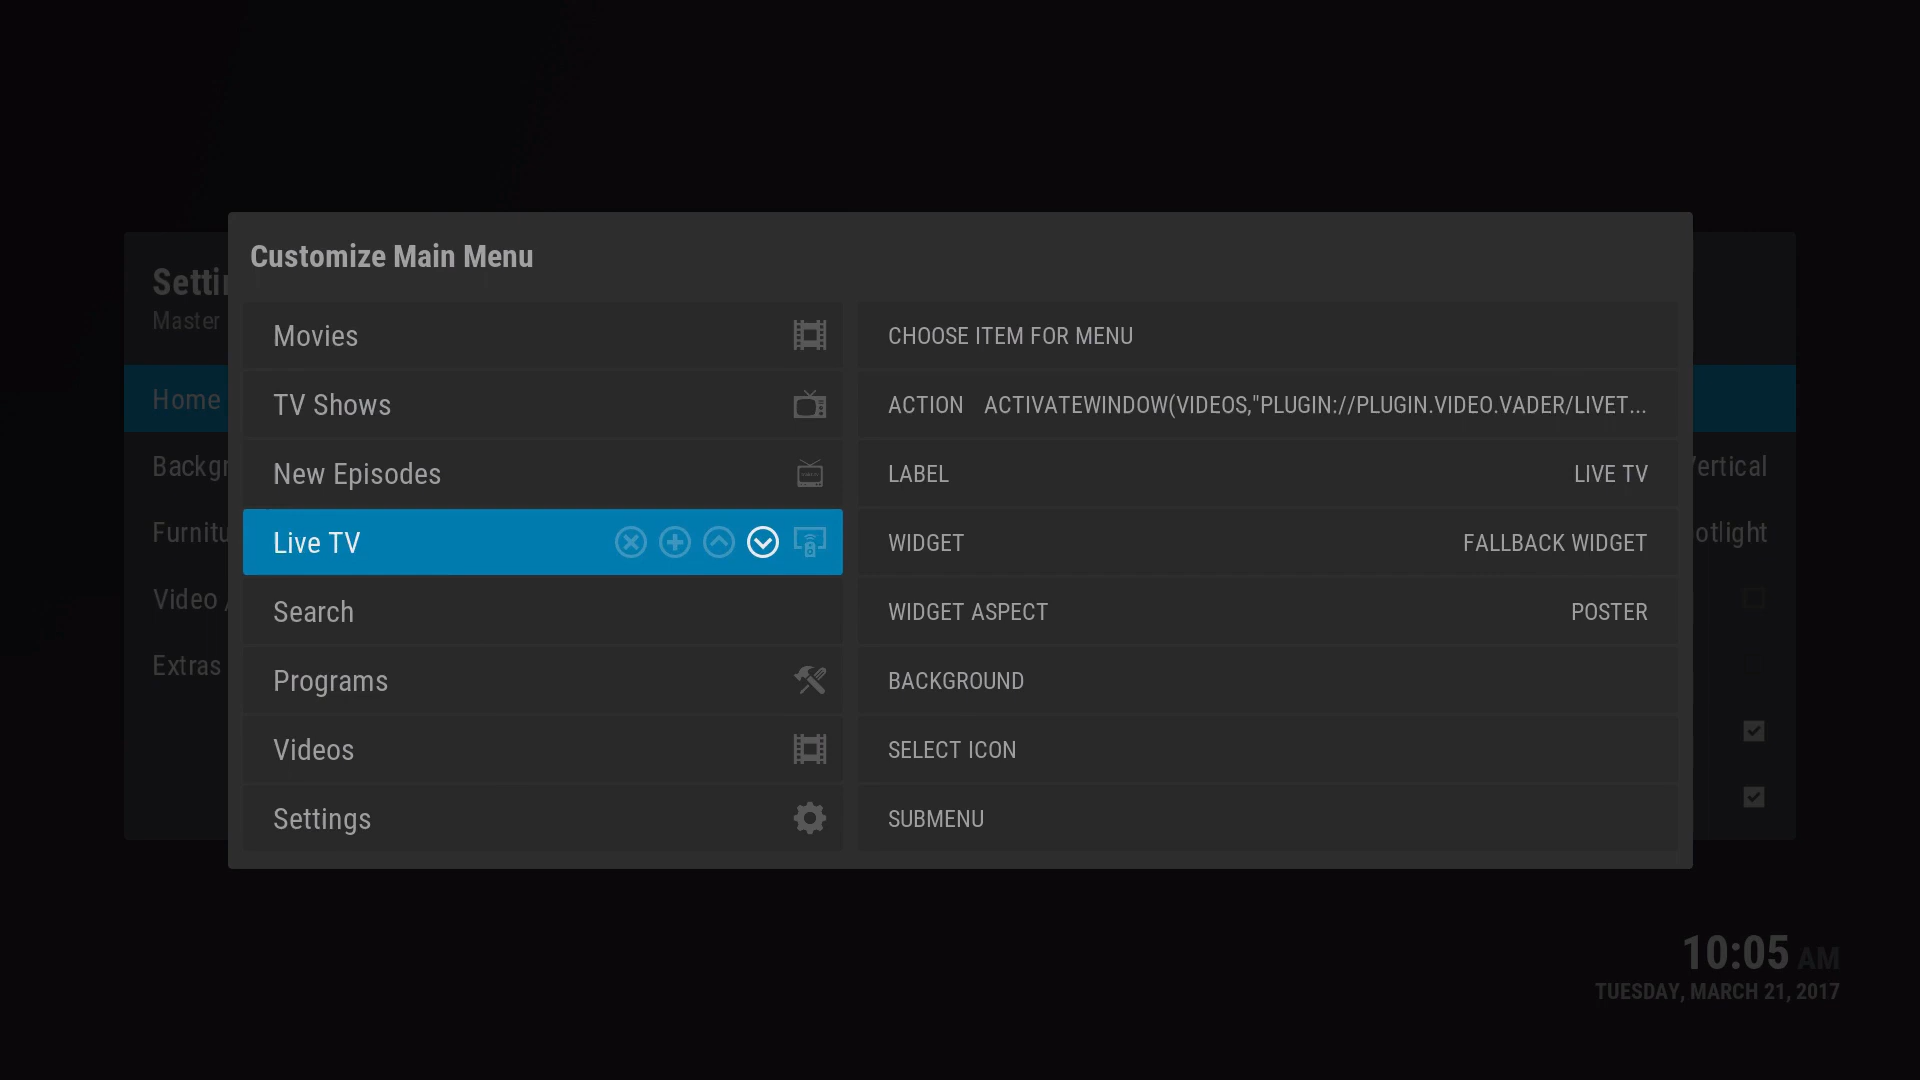 Customize Main Menu
Movies
CHOOSE ITEM FOR MENU
TV Shows
ACTION ACTIVATEWINDOW(VIDEOS,"PLUGIN://PLUGIN.VIDEO.VADER/LIVET...
New Episodes
LABEL LIVE TV
Live TV
WIDGET FALLBACK WIDGET
Search
WIDGET ASPECT POSTER
Programs
BACKGROUND
Videos
SELECT ICON
Settings
SUBMENU
Settin
Master
Home
Backgr
Vertical
Furnitu
otlight
Video
Extras
10:05 AM
TUESDAY, MARCH 21, 2017